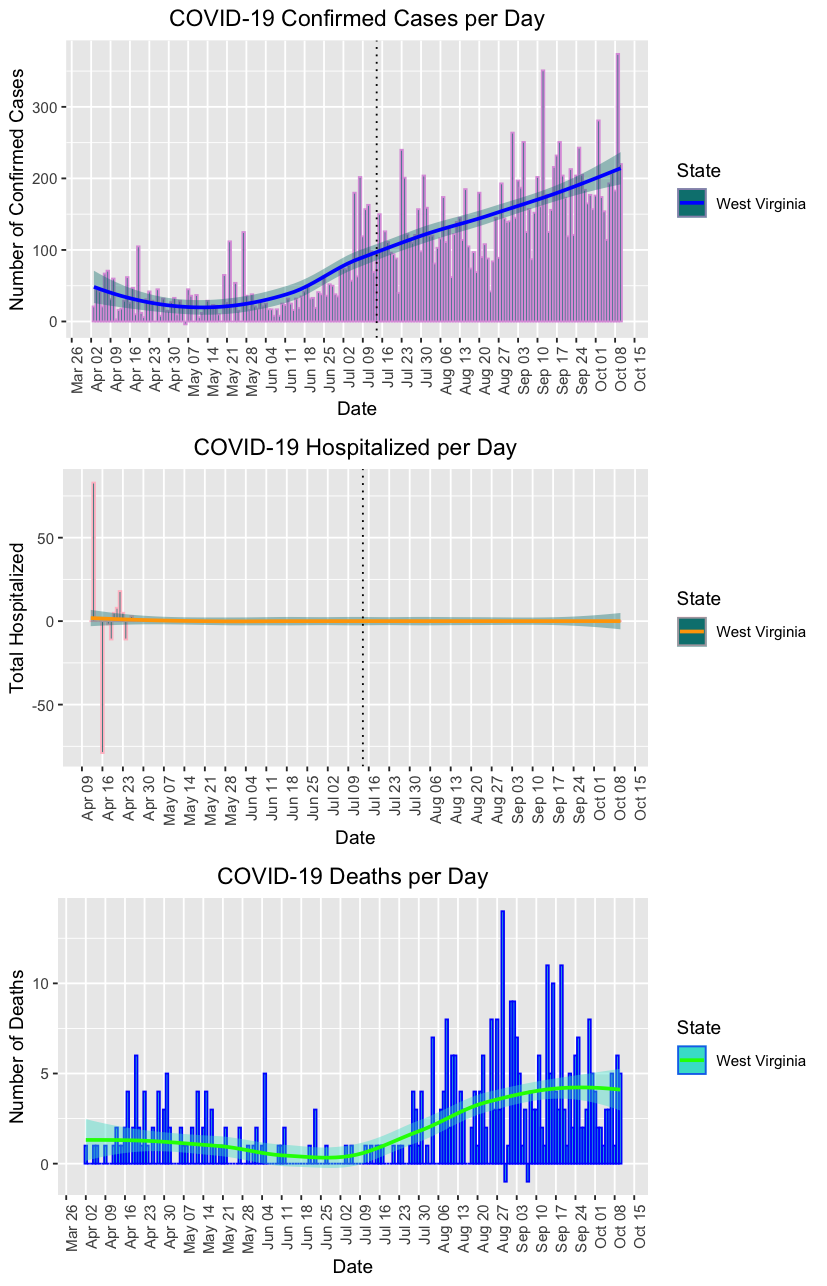 COVID-19 Confirmed Cases per Day
Number of Confirmed Cases
300
200
100
0
Mar 26
Apr 02
Apr 09
Apr 16
Apr 23
Apr 30
May 07
May 14
May 21
May 28
Jun 04
Jun 11
Jun 18
Jun 25
Jul 02
Jul 09
Jul 16
Jul 23
Jul 30
Aug 06
Aug 13
Aug 20
Aug 27
Sep 03
Sep 10
Sep 17
Sep 24
Oct 01
Oct 08
Oct 15
Date
State
West Virginia
COVID-19 Hospitalized per Day
Total Hospitalized
50
0
-50
Apr 09
Apr 16
Apr 23
Apr 30
May 07
May 14
May 21
May 28
Jun 04
Jun 11
Jun 18
Jun 25
Jul 02
Jul 09
Jul 16
Jul 23
Jul 30
Aug 06
Aug 13
Aug 20
Aug 27
Sep 03
Sep 10
Sep 17
Sep 24
Oct 01
Oct 08
Oct 15
Date
State
West Virginia
COVID-19 Deaths per Day
Number of Deaths
10
5
0
Mar 26
Apr 02
Apr 09
Apr 16
Apr 23
Apr 30
May 07
May 14
May 21
May 28
Jun 04
Jun 11
Jun 18
Jun 25
Jul 02
Jul 09
Jul 16
Jul 23
Jul 30
Aug 06
Aug 13
Aug 20
Aug 27
Sep 03
Sep 10
Sep 17
Sep 24
Oct 01
Oct 08
Oct 15
Date
State
West Virginia